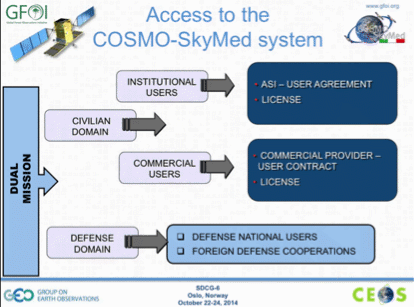 GFOI
www.gfoi.org
Access to the
COSMO-SkyMed system
SkyMed
INSTITUTIONAL
USERS
ASI – USER AGREEMENT
LICENSE
CIVILIAN
DOMAIN
COMMERCIAL
USERS
COMMERCIAL PROVIDER –
USER CONTRACT
LICENSE
DUAL
MISSION
DEFENSE
DOMAIN
DEFENSE NATIONAL USERS
FOREIGN DEFENSE COOPERATIONS
GEO GROUP ON
EARTH OBSERVATIONS
SDCG-6
Oslo, Norway
October 22-24, 2014
CEOS